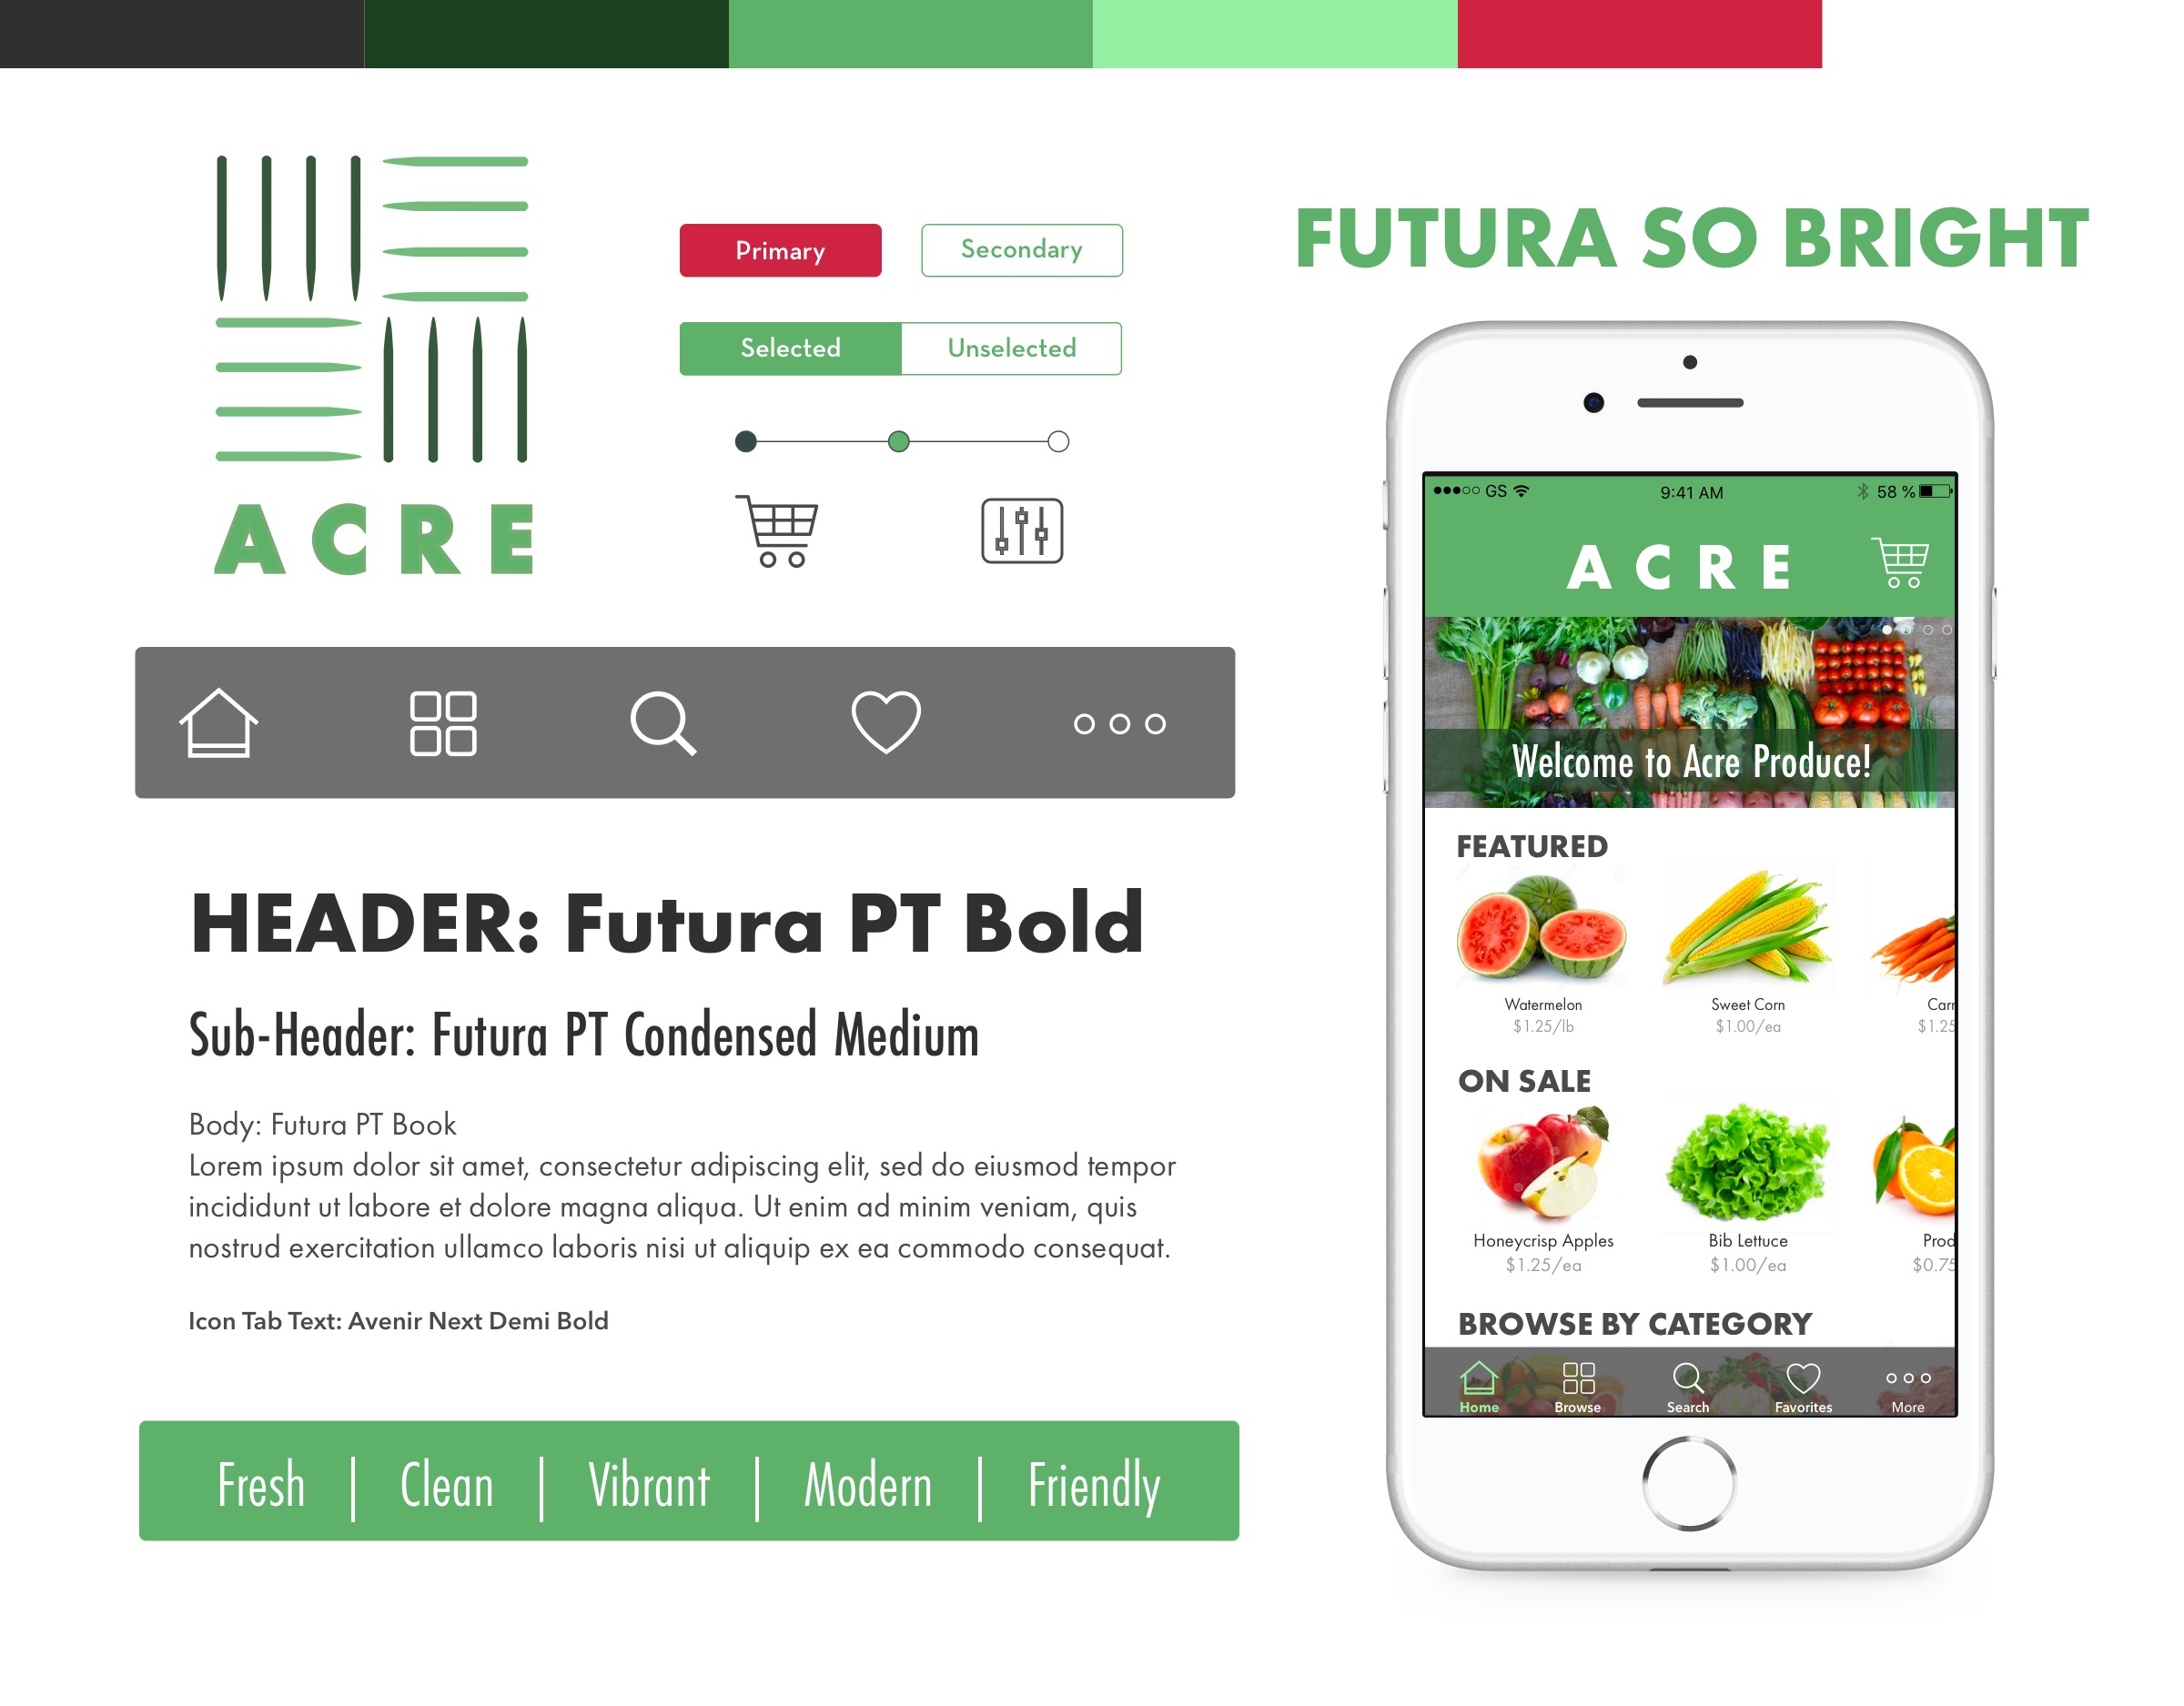 ACRE
Primary
Secondary
Selected
Unselected
HEADER: Futura PT Bold
Sub-Header: Futura PT Condensed Medium
Body: Futura PT Book
Lorem ipsum dolor sit amet, consectetur adipiscing elit, sed do eiusmod tempor
incididunt ut labore et dolore magna aliqua. Ut enim ad minim veniam, quis
nostrud exercitation ullamco laboris nisi ut aliquip ex ea commodo consequat.
Icon Tab Text: Avenir Next Demi Bold
Fresh | Clean | Vibrant | Modern | Friendly
FUTURA SO BRIGHT
GS 9:41 AM 58 %
ACRE
Welcome to Acre Produce!
FEATURED
Watermelon Sweet Corn Carr
$1.25/lb $1.00/ea $1.25
ON SALE
Honeycrisp Apples Bib Lettuce Prod
$1.25/ea $1.00/ea $0.75
BROWSE BY CATEGORY
Home Browse Search Favorites More